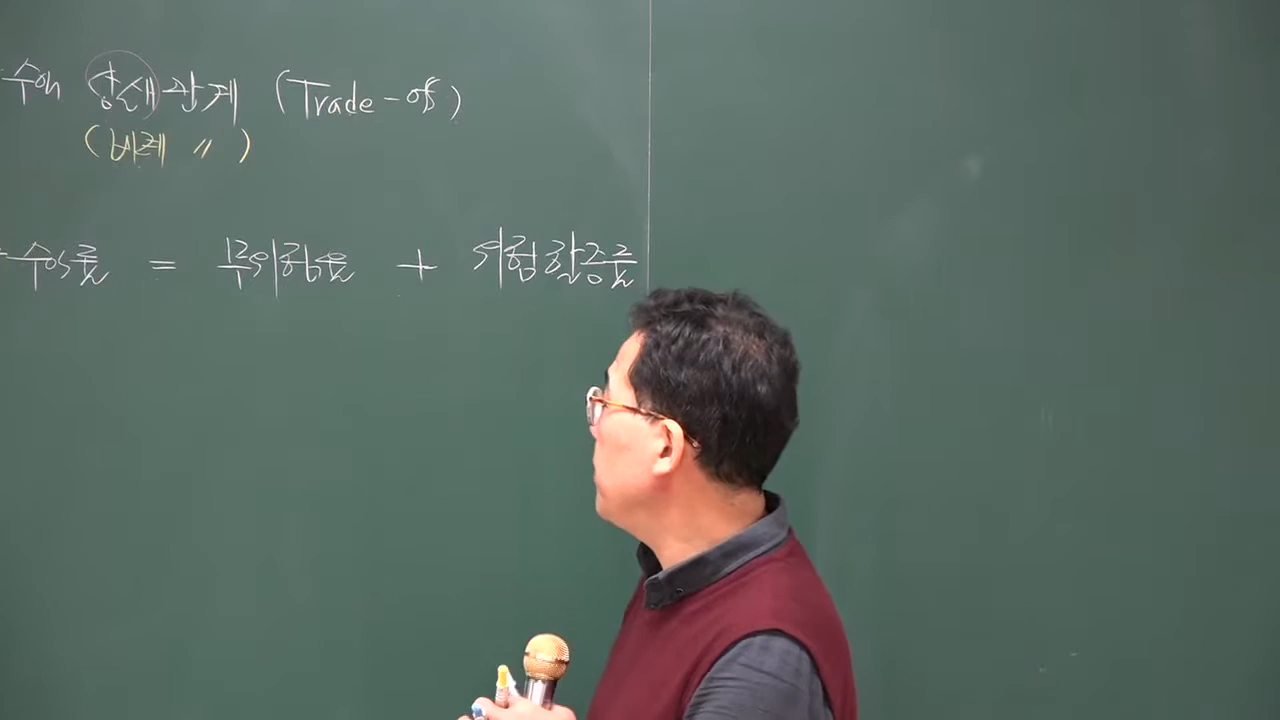 수익 상쇄관계 (Trade-off)
(비례 〃)
수익률 = 무위험률 + 위험할증률